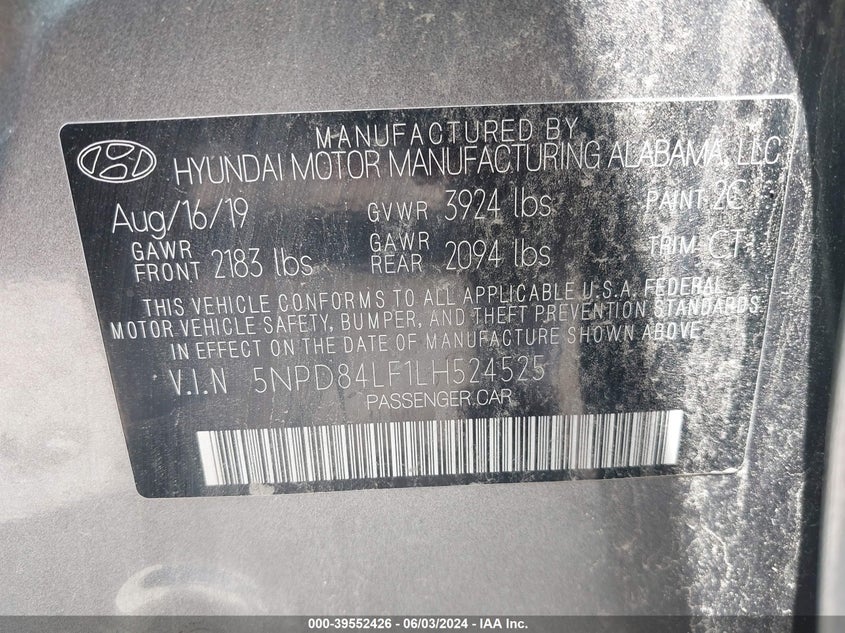 MANUFACTURED BY
HYUNDAI MOTOR MANUFACTURING ALABAMA, LLC
Aug/16/19 GVWR 3924 lbs PAINT 2C
GAWR FRONT 2183 lbs GAWR REAR 2094 lbs TRIM CT
THIS VEHICLE CONFORMS TO ALL APPLICABLE U.S.A. FEDERAL
MOTOR VEHICLE SAFETY, BUMPER, AND THEFT PREVENTION STANDARDS
IN EFFECT ON THE DATE OF MANUFACTURE SHOWN ABOVE.
V.I.N 5NPD84LF1LH524525
PASSENGER CAR
000-39552426 - 06/03/2024 - IAA Inc.